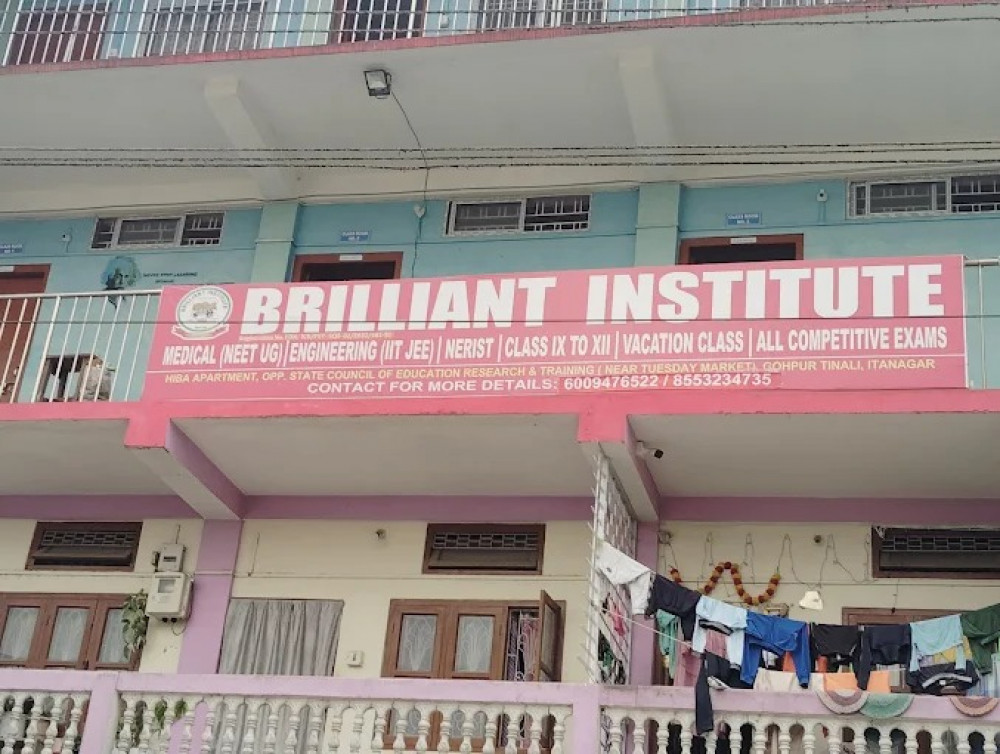 BRILLIANT INSTITUTE
MEDICAL (NEET UG) | ENGINEERING (IIT JEE) | NERIST | CLASS IX TO XII | VACATION CLASS | ALL COMPETITIVE EXAMS
HIBA APARTMENT, OPP. STATE COUNCIL OF EDUCATION RESEARCH & TRAINING ( NEAR TUESDAY MARKET), GOHPUR TINALI, ITANAGAR
CONTACT FOR MORE DETAILS: 6009476522 / 8553234735